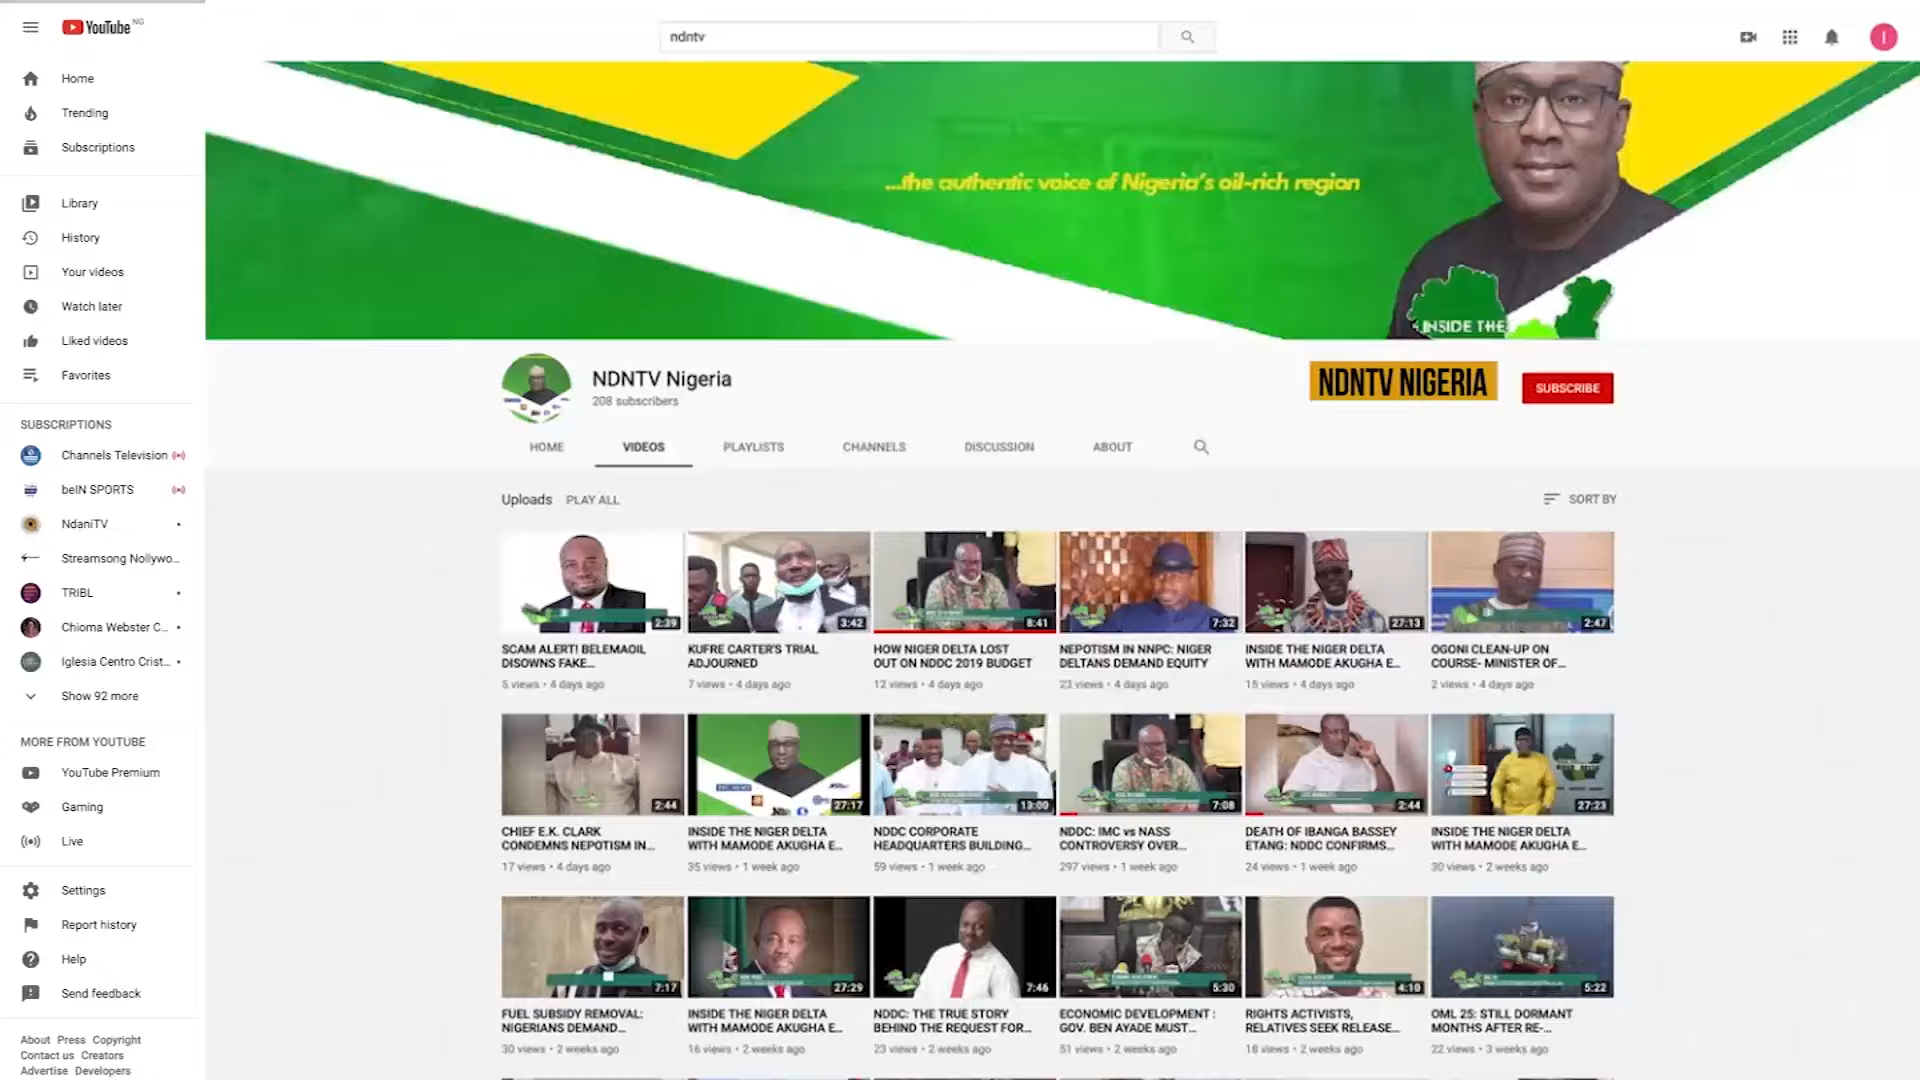 YouTube NG
ndntv
Home
Trending
Subscriptions
Library
History
Your videos
Watch later
Liked videos
Favorites
SUBSCRIPTIONS
Channels Television
beIN SPORTS
NdaniTV
Streamsong Nollywo...
TRIBL
Chioma Webster C...
Iglesia Centro Crist...
Show 92 more
MORE FROM YOUTUBE
YouTube Premium
Gaming
Live
Settings
Report history
Help
Send feedback
About Press Copyright
Contact us Creators
Advertise Developers
...the authentic voice of Nigeria's oil-rich region
INSIDE THE
NDNTV Nigeria
208 subscribers
NDNTV NIGERIA
SUBSCRIBE
HOME VIDEOS PLAYLISTS CHANNELS DISCUSSION ABOUT
Uploads PLAY ALL
SORT BY
2:39
SCAM ALERT! BELEMAOIL
DISOWNS FAKE...
5 views • 4 days ago
3:42
KUFRE CARTER'S TRIAL
ADJOURNED
7 views • 4 days ago
8:41
HOW NIGER DELTA LOST
OUT ON NDDC 2019 BUDGET
12 views • 4 days ago
7:32
NEPOTISM IN NNPC: NIGER
DELTANS DEMAND EQUITY
23 views • 4 days ago
27:13
INSIDE THE NIGER DELTA
WITH MAMODE AKUGHA E...
15 views • 4 days ago
2:47
OGONI CLEAN-UP ON
COURSE- MINISTER OF...
2 views • 4 days ago
2:44
CHIEF E.K. CLARK
CONDEMNS NEPOTISM IN...
17 views • 4 days ago
27:17
INSIDE THE NIGER DELTA
WITH MAMODE AKUGHA E...
35 views • 1 week ago
13:00
NDDC CORPORATE
HEADQUARTERS BUILDING...
59 views • 1 week ago
7:08
NDDC: IMC vs NASS
CONTROVERSY OVER...
297 views • 1 week ago
2:44
DEATH OF IBANGA BASSEY
ETANG: NDDC CONFIRMS...
24 views • 1 week ago
27:23
INSIDE THE NIGER DELTA
WITH MAMODE AKUGHA E...
30 views • 2 weeks ago
7:17
FUEL SUBSIDY REMOVAL:
NIGERIANS DEMAND...
30 views • 2 weeks ago
27:29
INSIDE THE NIGER DELTA
WITH MAMODE AKUGHA E...
16 views • 2 weeks ago
7:46
NDDC: THE TRUE STORY
BEHIND THE REQUEST FOR...
23 views • 2 weeks ago
5:30
ECONOMIC DEVELOPMENT :
GOV. BEN AYADE MUST...
51 views • 2 weeks ago
4:10
RIGHTS ACTIVISTS,
RELATIVES SEEK RELEASE...
18 views • 2 weeks ago
5:22
OML 25: STILL DORMANT
MONTHS AFTER RE-...
22 views • 3 weeks ago